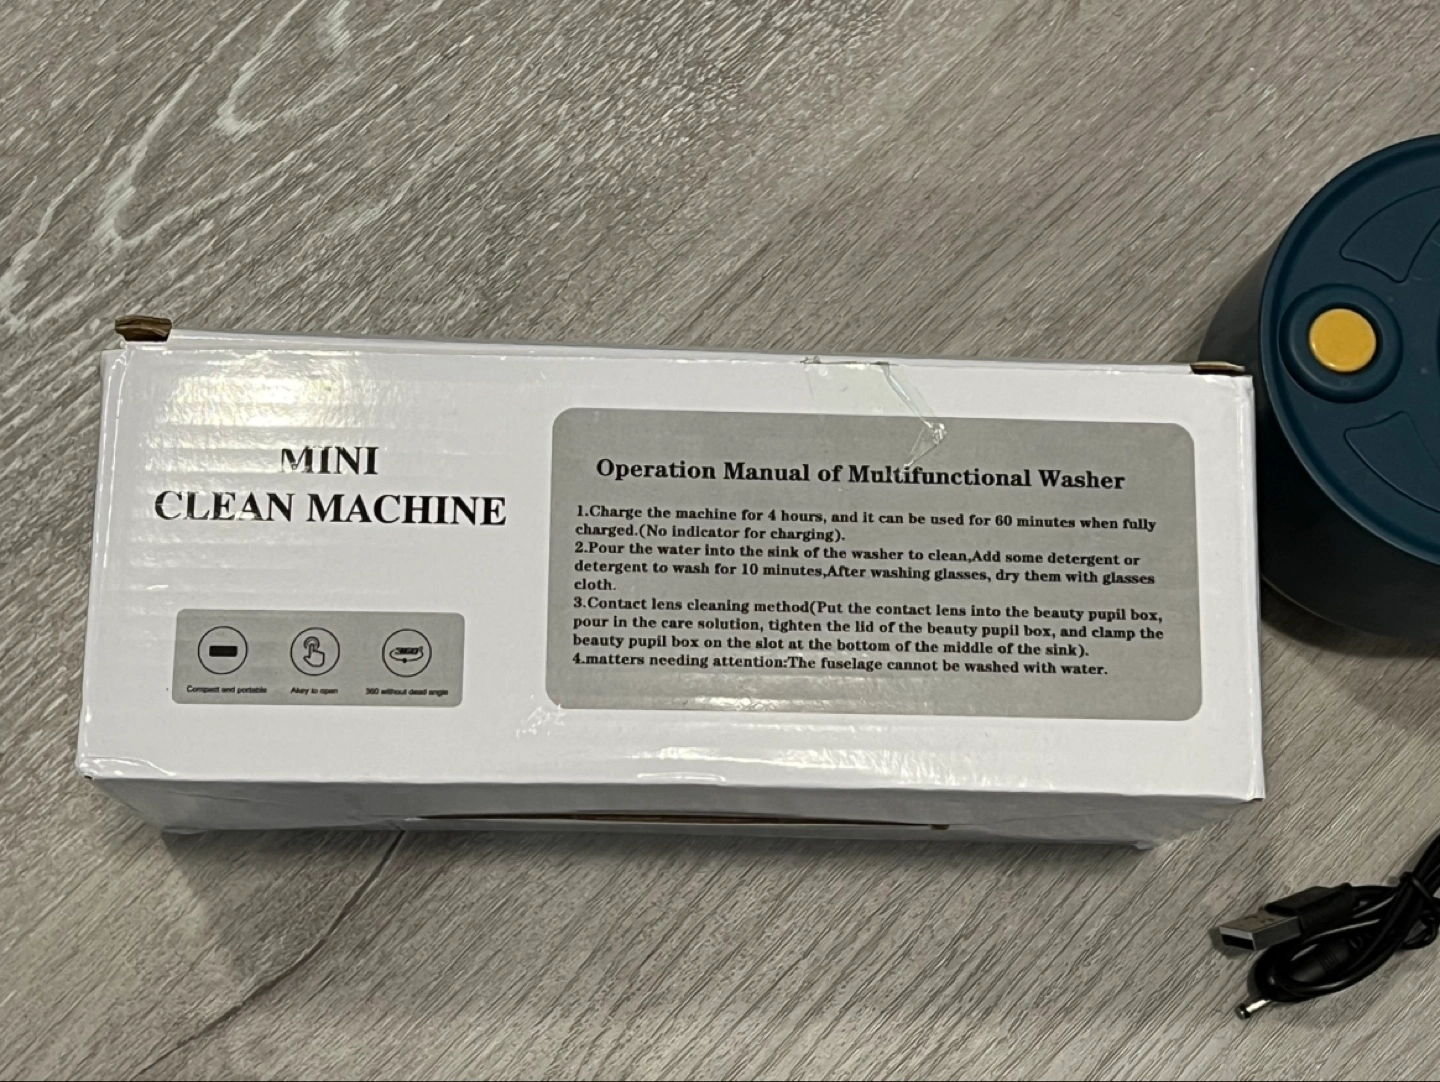 MINI
CLEAN MACHINE
Compact and portable
Akey to open
360 without dead angle
Operation Manual of Multifunctional Washer
1.Charge the machine for 4 hours, and it can be used for 60 minutes when fully
charged.(No indicator for charging).
2.Pour the water into the sink of the washer to clean,Add some detergent or
detergent to wash for 10 minutes,After washing glasses, dry them with glasses
cloth.
3.Contact lens cleaning method(Put the contact lens into the beauty pupil box,
pour in the care solution, tighten the lid of the beauty pupil box, and clamp the
beauty pupil box on the slot at the bottom of the middle of the sink).
4.matters needing attention:The fuselage cannot be washed with water.